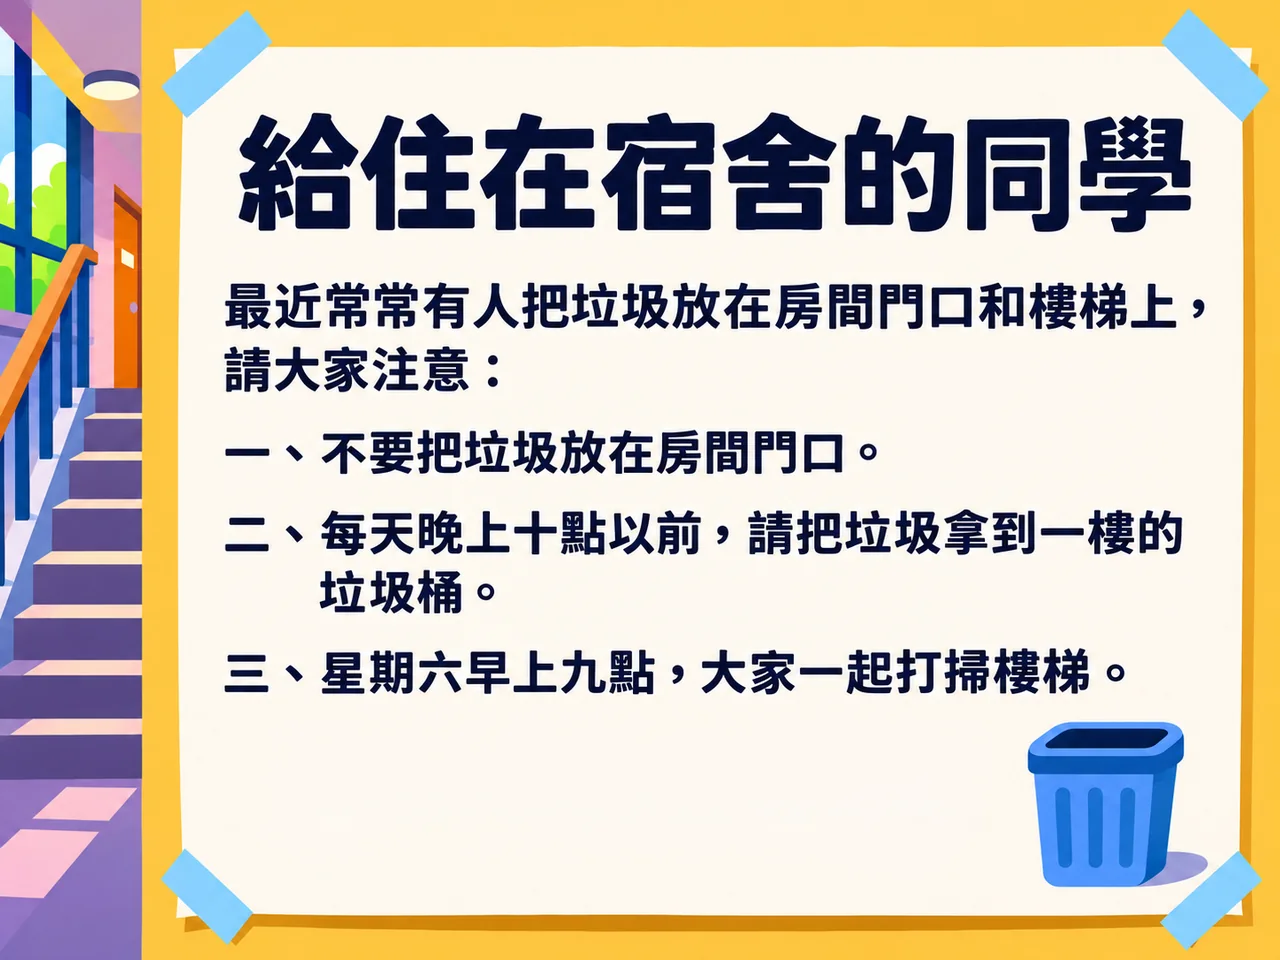 給住在宿舍的同學
最近常常有人把垃圾放在房間門口和樓梯上，
請大家注意：
一、不要把垃圾放在房間門口。
二、每天晚上十點以前，請把垃圾拿到一樓的
垃圾桶。
三、星期六早上九點，大家一起打掃樓梯。